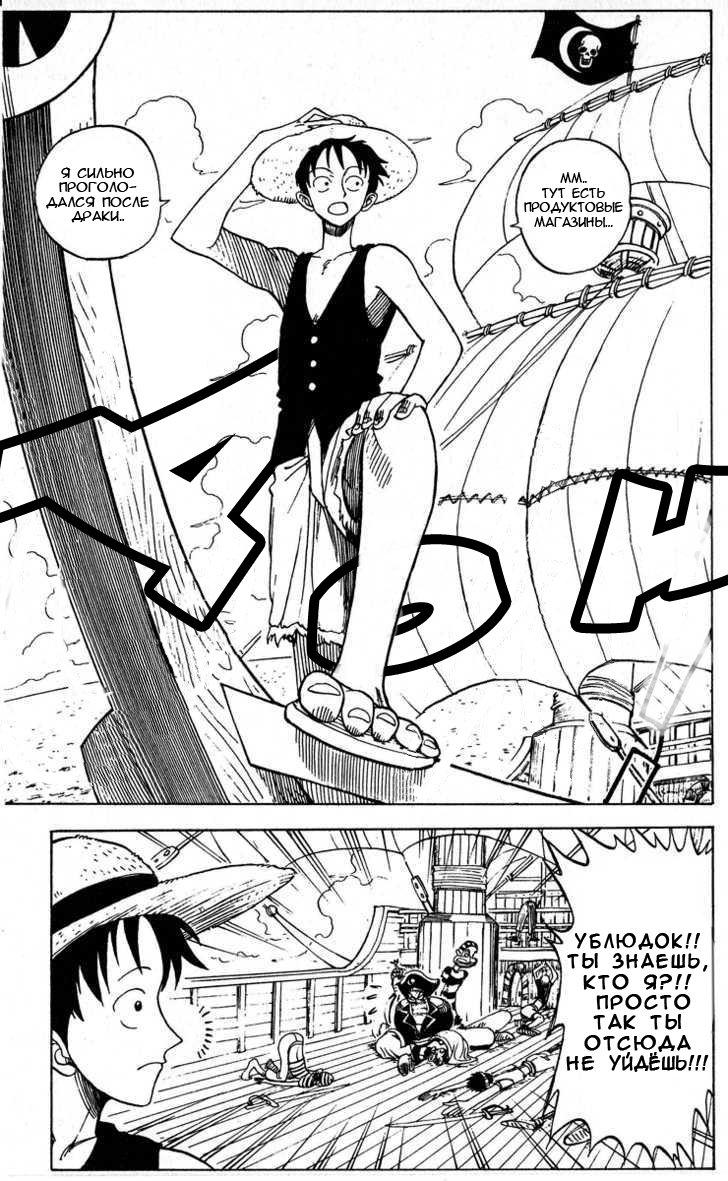 Я СИЛЬНО
ПРОГОЛО-
ДАЛСЯ ПОСЛЕ
ДРАКИ..
ММ..
ТУТ ЕСТЬ
ПРОДУКТОВЫЕ
МАГАЗИНЫ...
УБЛЮДОК!!
ТЫ ЗНАЕШЬ,
КТО Я?!!
ПРОСТО
ТАК ТЫ
ОТСЮДА
НЕ УЙДЁШЬ!!!